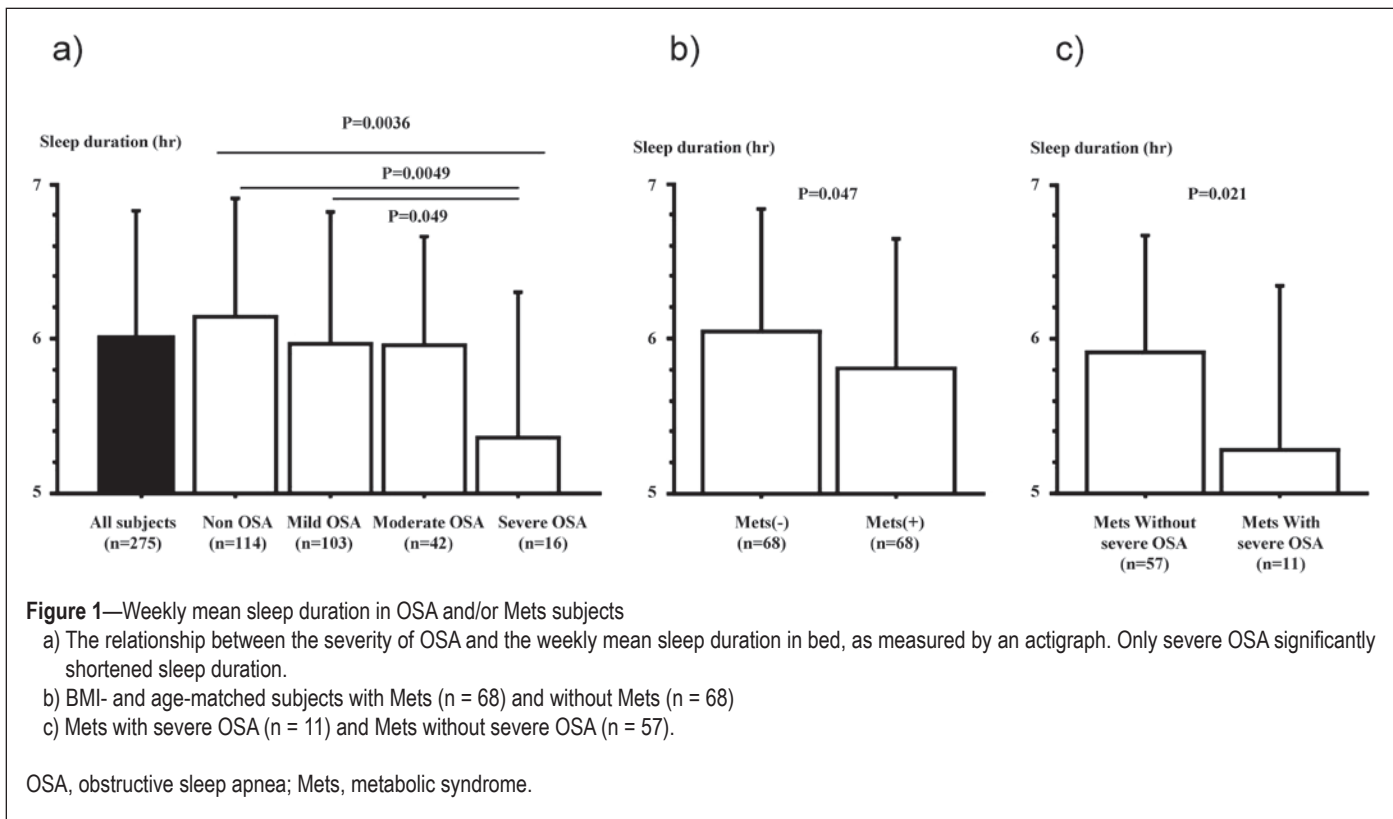 a)
b)
c)
P=0.0036
Sleep duration (hr)
Sleep duration (hr)
Sleep duration (hr)
P=0.0049
7
7
P=0.047
7
P=0.021
P=0.049
6
6
6
5
5
5
All subjects
(n=275)
Non OSA
(n=114)
Mild OSA
(n=103)
Moderate OSA
(n=42)
Severe OSA
(n=16)
Mets(-)
(n=68)
Mets(+)
(n=68)
Mets Without
severe OSA
(n=57)
Mets With
severe OSA
(n=11)
Figure 1—Weekly mean sleep duration in OSA and/or Mets subjects
a) The relationship between the severity of OSA and the weekly mean sleep duration in bed, as measured by an actigraph. Only severe OSA significantly
shortened sleep duration.
b) BMI- and age-matched subjects with Mets (n = 68) and without Mets (n = 68)
c) Mets with severe OSA (n = 11) and Mets without severe OSA (n = 57).
OSA, obstructive sleep apnea; Mets, metabolic syndrome.